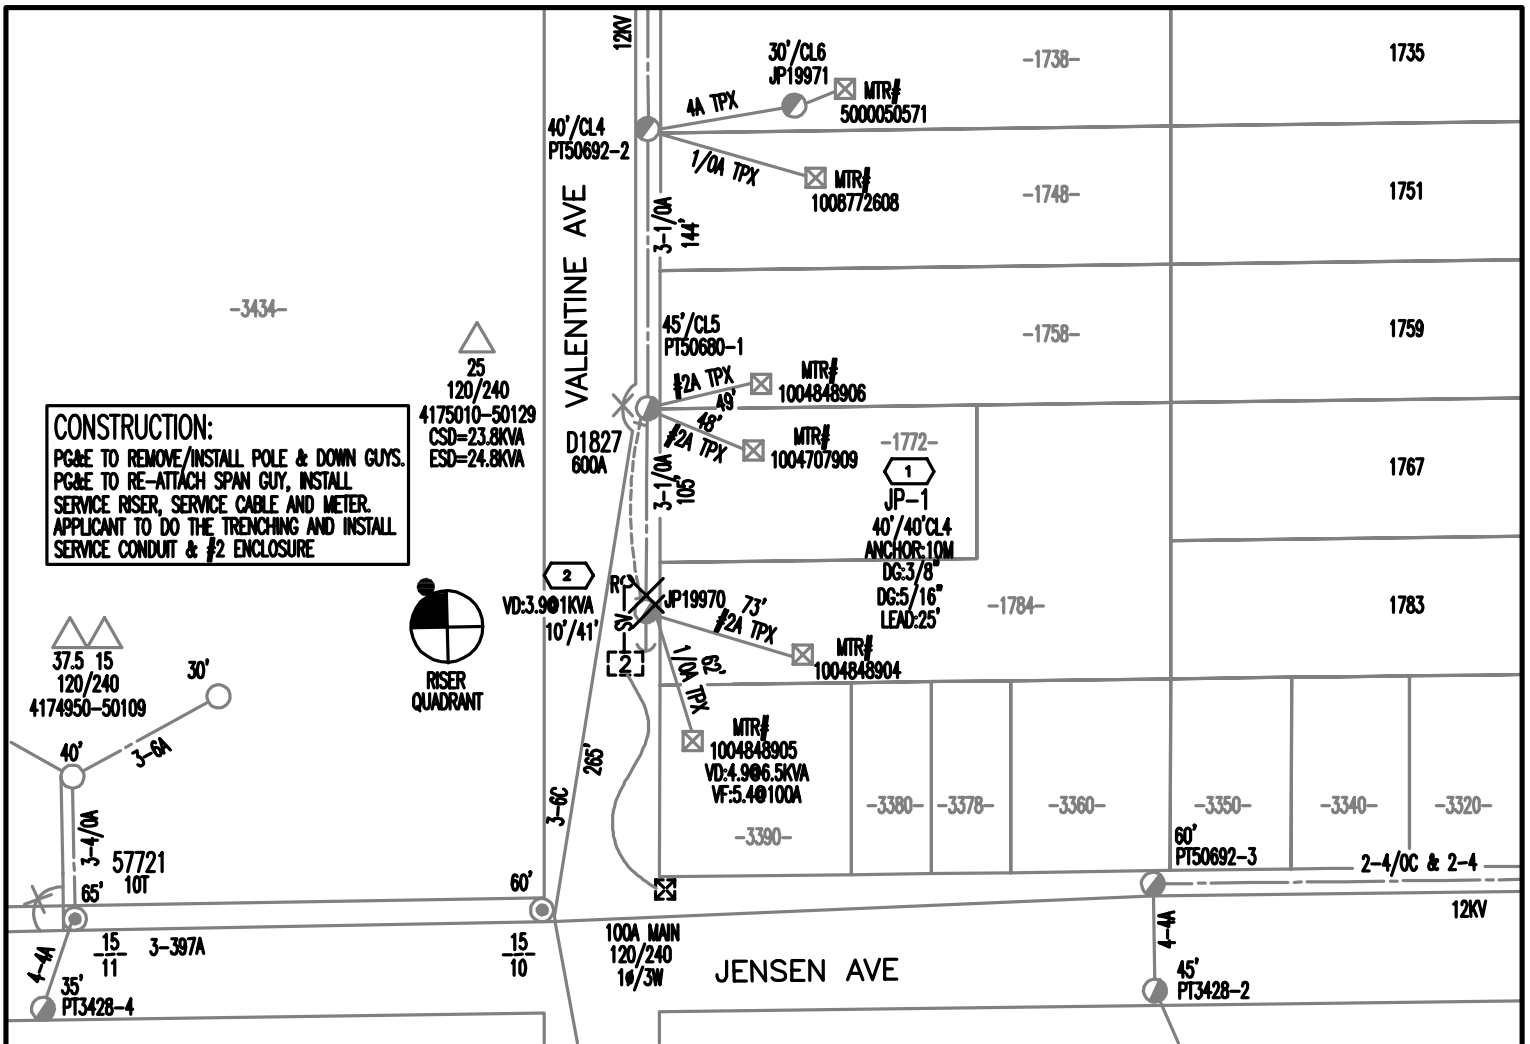 12KV
30'/CL6
JP19971
-1738-
1735
MTR#
5000050571
4A TPX
40'/CL4
PT50692-2
1/0A TPX
MTR#
1008772608
-1748-
1751
VALENTINE AVE
3-1/0A
144'
-3434-
45'/CL5
PT50680-1
-1758-
1759
25
120/240
4175010-50129
CSD=23.8KVA
ESD=24.8KVA
#2A TPX
49'
MTR#
1004848906
48'
#2A TPX
MTR#
1004707909
D1827
600A
3-1/0A
105'
-1772-
1
JP-1
40'/40'CL4
ANCHOR:10M
DG:3/8"
DG:5/16"
LEAD:25'
1767
CONSTRUCTION:
PG&E TO REMOVE/INSTALL POLE & DOWN GUYS.
PG&E TO RE-ATTACH SPAN GUY, INSTALL
SERVICE RISER, SERVICE CABLE AND METER.
APPLICANT TO DO THE TRENCHING AND INSTALL
SERVICE CONDUIT & #2 ENCLOSURE
2
VD:3.9@1KVA
10'/41'
SV
2
JP19970
73'
#2A TPX
MTR#
1004848904
-1784-
1783
RISER
QUADRANT
37.5 15
120/240
4174950-50109
30'
40'
3-6A
62'
1/0A TPX
MTR#
1004848905
VD:4.9@6.5KVA
VF:5.4@100A
265'
3-6C
3-4/0A
57721
10T
65'
60'
-3390-
-3380-
-3378-
-3360-
-3350-
-3340-
-3320-
60'
PT50692-3
2-4/0C & 2-4
12KV
4-4A
35'
PT3428-4
15
11
3-397A
15
10
100A MAIN
120/240
1ø/3W
JENSEN AVE
4-4A
45'
PT3428-2